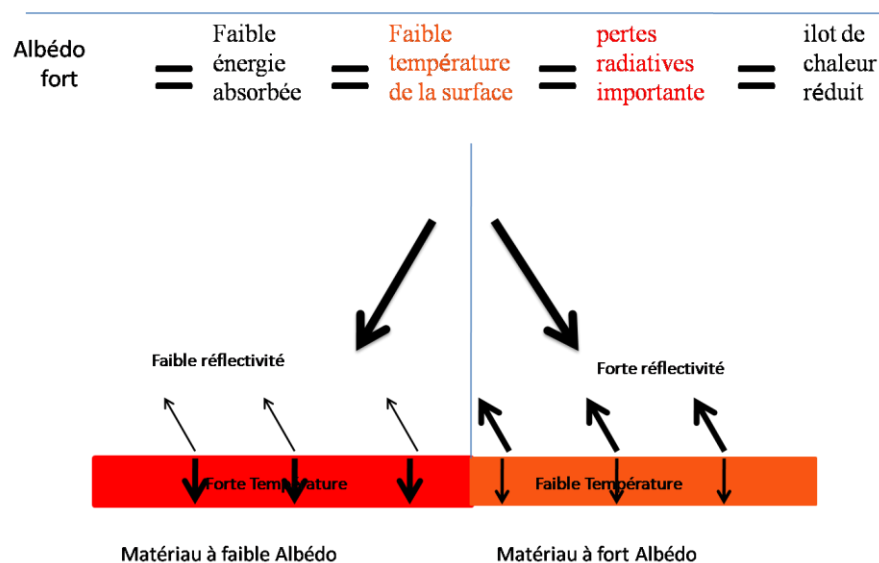 Albédo
fort
=
Faible
énergie
absorbée
=
Faible
température
de la surface
=
pertes
radiatives
importante
=
ilot de
chaleur
réduit
Faible réflectivité
Forte réflectivité
Forte Température
Faible Température
Matériau à faible Albédo
Matériau à fort Albédo